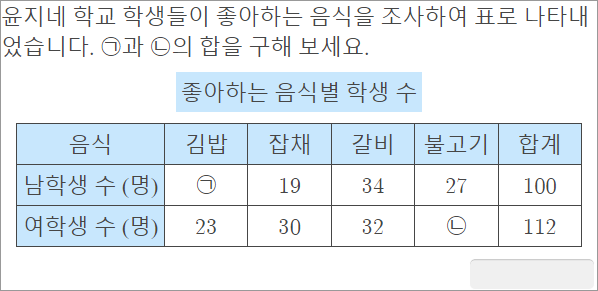 윤지네 학교 학생들이 좋아하는 음식을 조사하여 표로 나타내
었습니다. ㉠과 ㉡의 합을 구해 보세요.
좋아하는 음식별 학생 수
음식 김밥 잡채 갈비 불고기 합계
남학생 수 (명) ㉠ 19 34 27 100
여학생 수 (명) 23 30 32 ㉡ 112